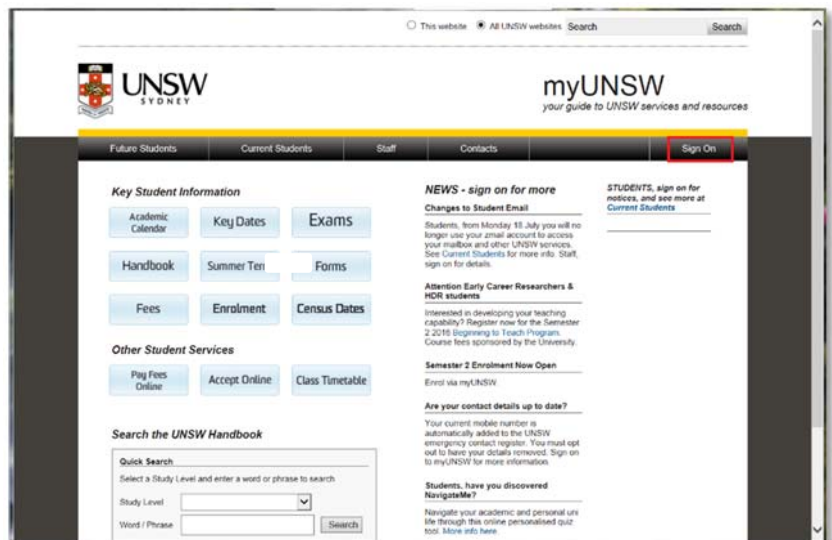 This website All UNSW websites Search Search
UNSW
SYDNEY
myUNSW
your guide to UNSW services and resources
Future Students Current Students Staff Contacts Sign On
Key Student Information
Academic
Calendar
Key Dates
Exams
Handbook
Summer Ter
Forms
Fees
Enrolment
Census Dates
Other Student Services
Pay Fees
Online
Accept Online
Class Timetable
Search the UNSW Handbook
Quick Search
Select a Study Level and enter a word or phrase to search
Study Level
Word / Phrase
Search
NEWS - sign on for more
Changes to Student Email
Students, from Monday 18 July you will no
longer use your zmail account to access
your mailbox and other UNSW services.
See Current Students for more info. Staff,
sign on for details.
Attention Early Career Researchers &
HDR students
Interested in developing your teaching
capability? Register now for the Semester
2 2016 Beginning to Teach Program.
Course fees sponsored by the University.
Semester 2 Enrolment Now Open
Enrol via myUNSW.
Are your contact details up to date?
Your current mobile number is
automatically added to the UNSW
emergency contact register. You must opt
out to have your details removed. Sign on
to myUNSW for more information.
Students, have you discovered
NavigateMe?
Navigate your academic and personal uni
life through this online personalised quiz
tool. More info here
STUDENTS, sign on for
notices, and see more at
Current Students